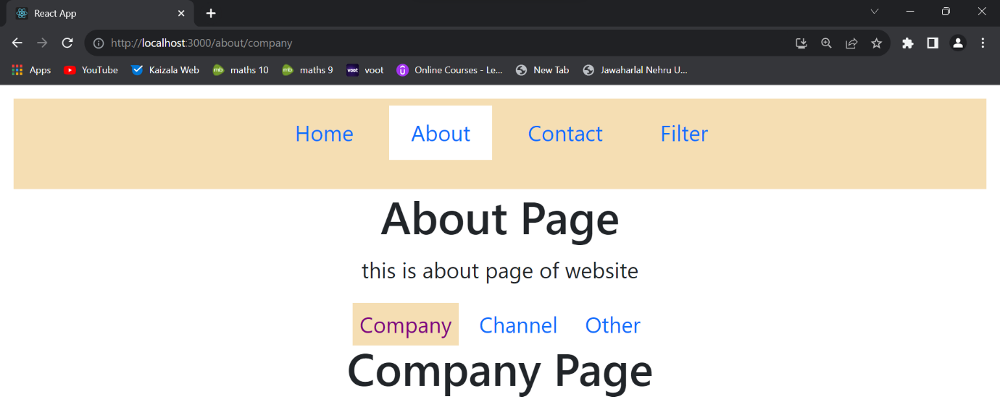 React App
http://localhost:3000/about/company
Apps YouTube Kaizala Web maths 10 maths 9 voot Online Courses - Le... New Tab Jawaharlal Nehru U...
Home About Contact Filter
About Page
this is about page of website
Company Channel Other
Company Page